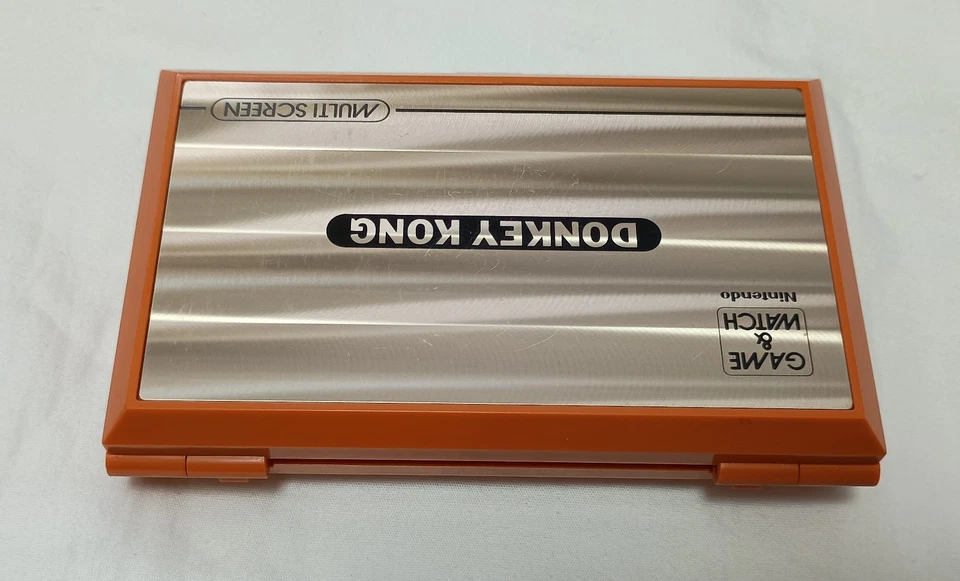 GAME
&
WATCH
Nintendo
DONKEY KONG
MULTI SCREEN